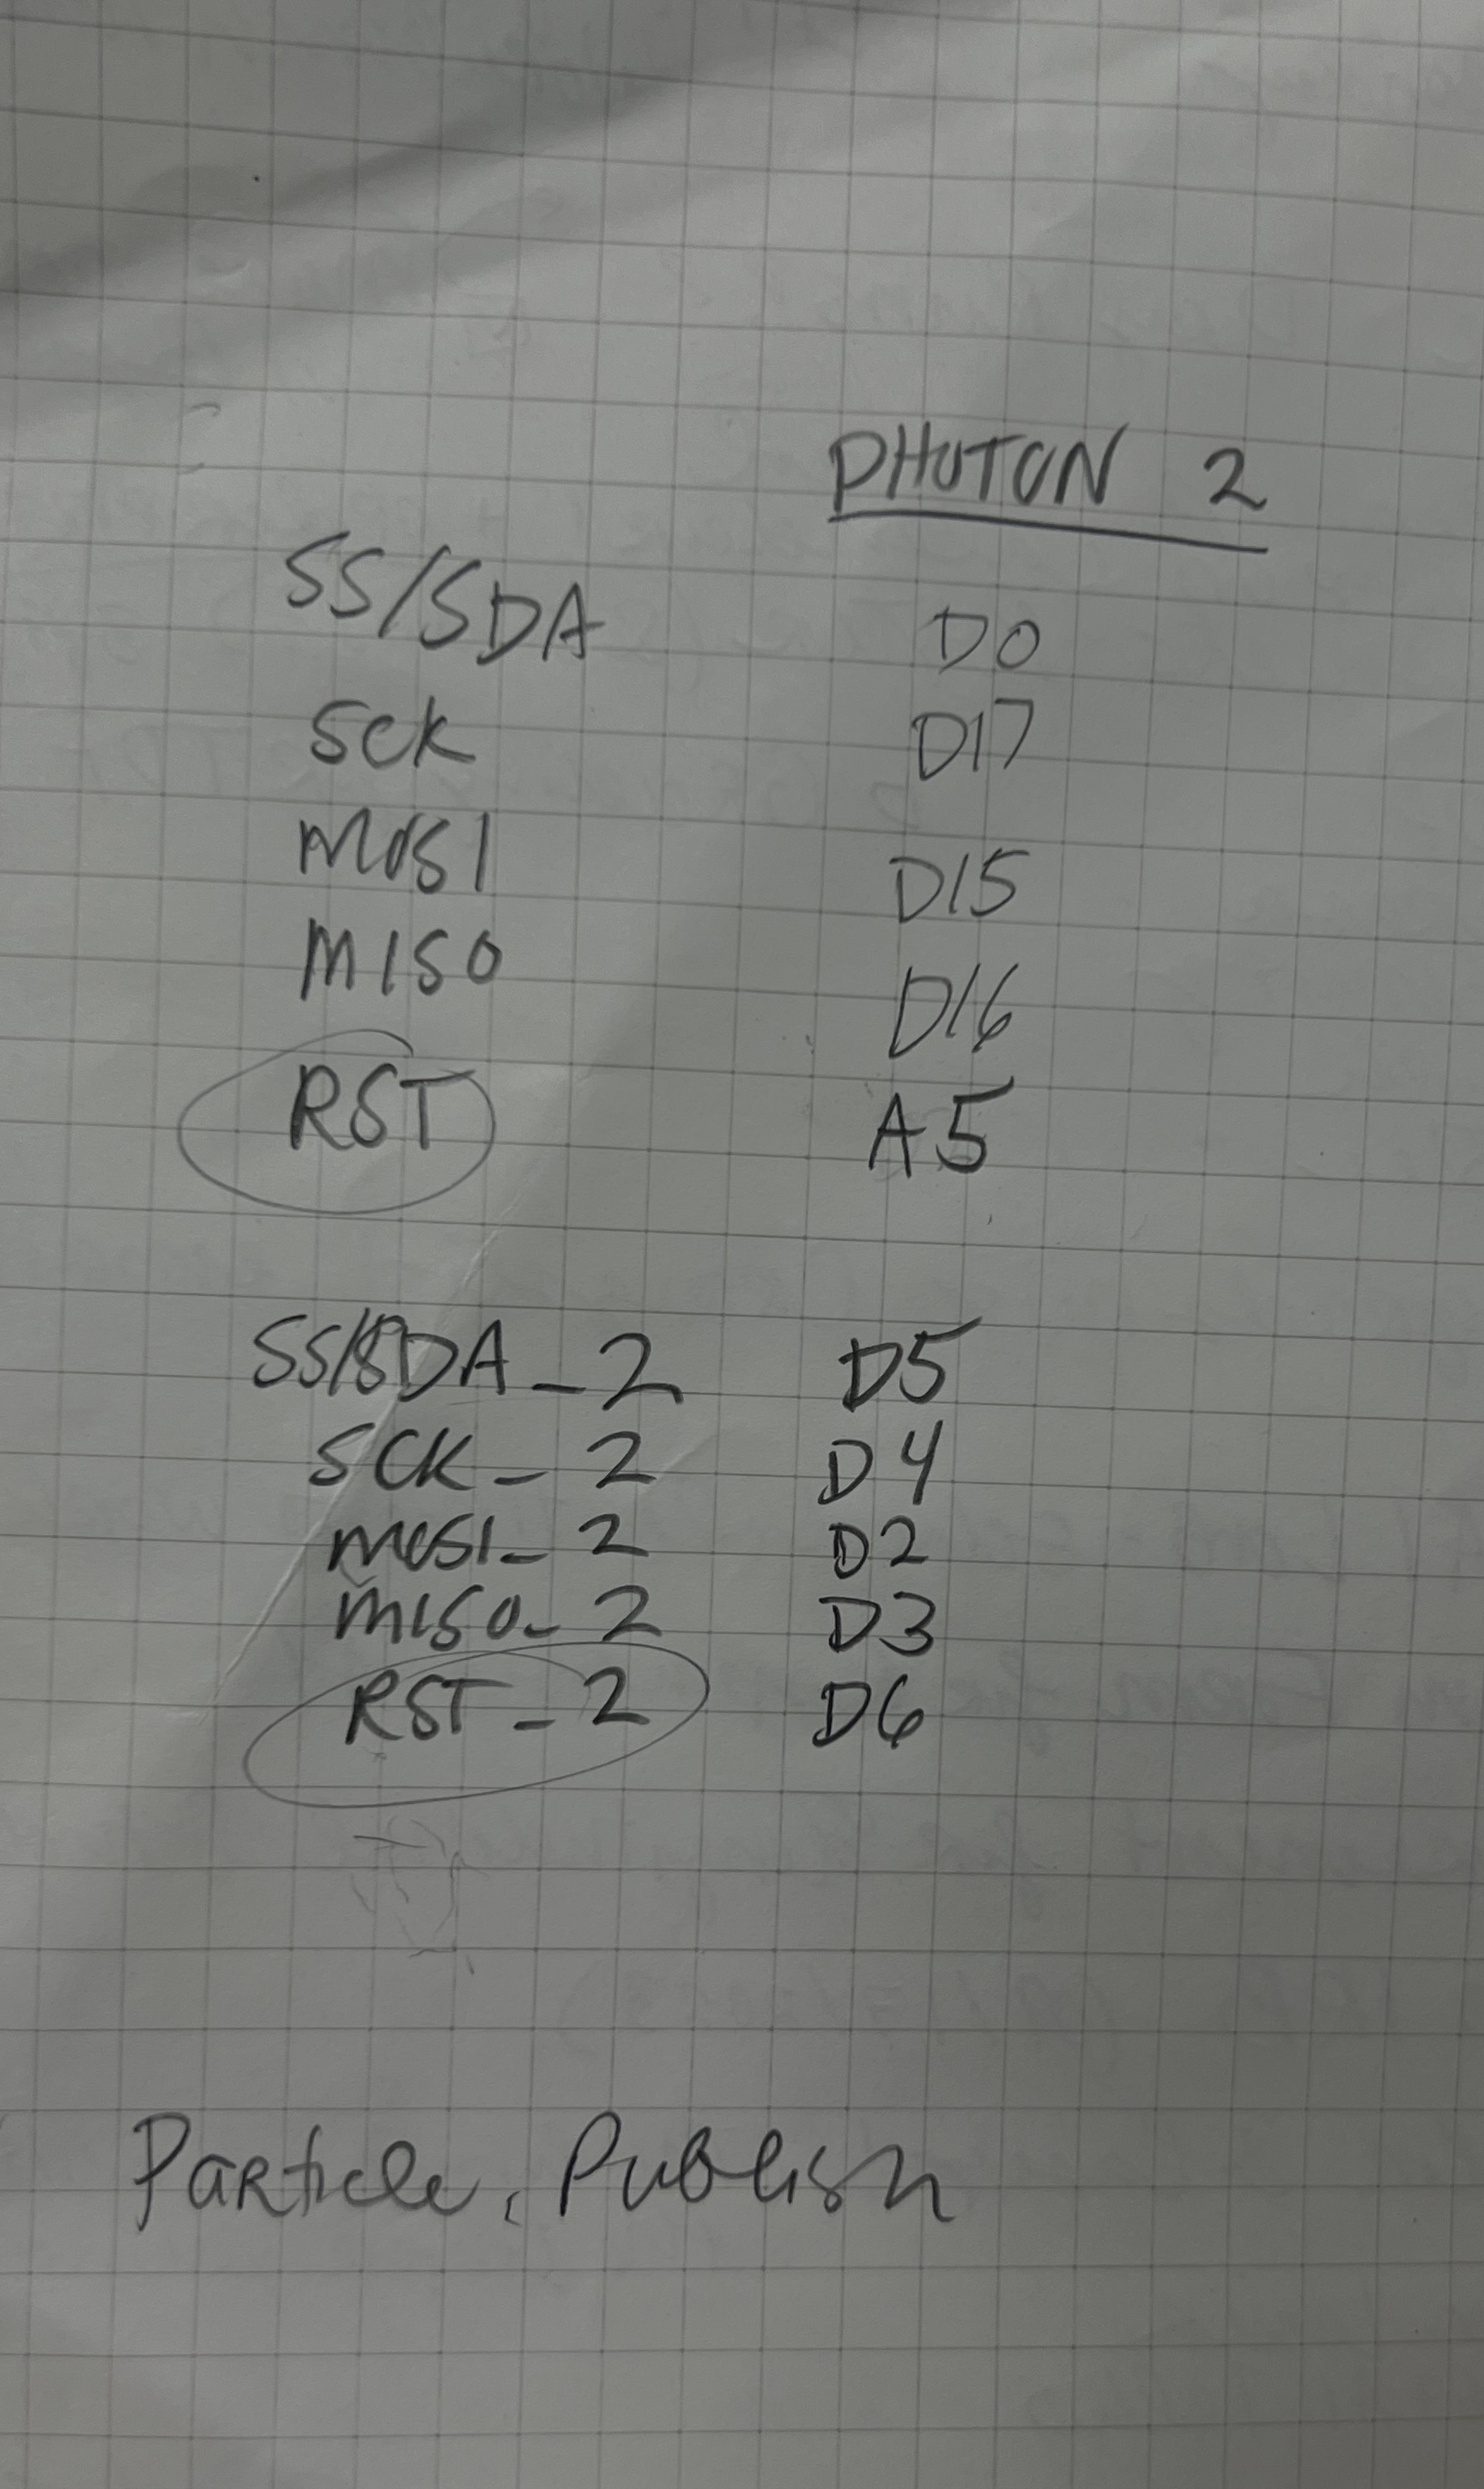 PHOTON 2
SS/SDA D0
SCK D17
MOSI D15
MISO D16
RST A5
SS/SDA_2 D5
SCK_2 D4
MOSI_2 D2
MISO_2 D3
RST_2 D6
Particle. Publish